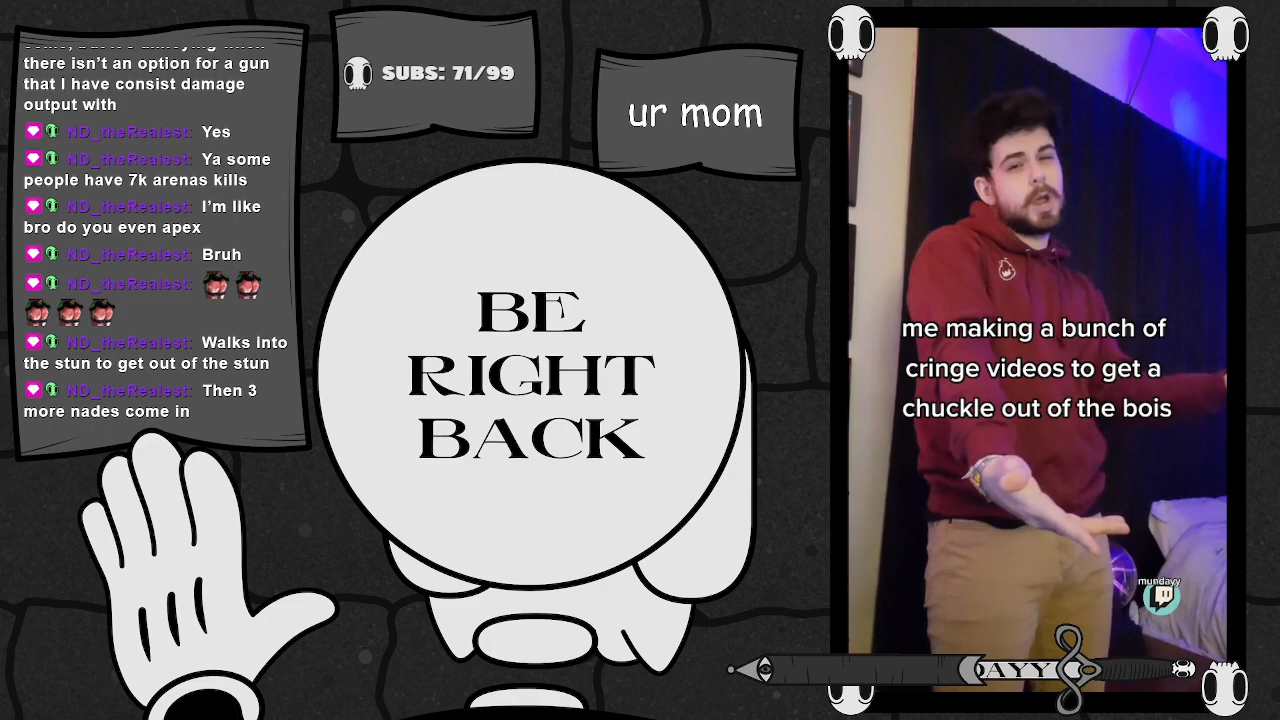 there isn't an option for a gun
that I have consist damage
output with
ND_theRealest: Yes
ND_theRealest: Ya some
people have 7k arenas kills
ND_theRealest: I'm like
bro do you even apex
ND_theRealest: Bruh
ND_theRealest:
ND_theRealest: Walks into
the stun to get out of the stun
ND_theRealest: Then 3
more nades come in
SUBS: 71/99
ur mom
BE
RIGHT
BACK
me making a bunch of
cringe videos to get a
chuckle out of the bois
mundayy
DAYY